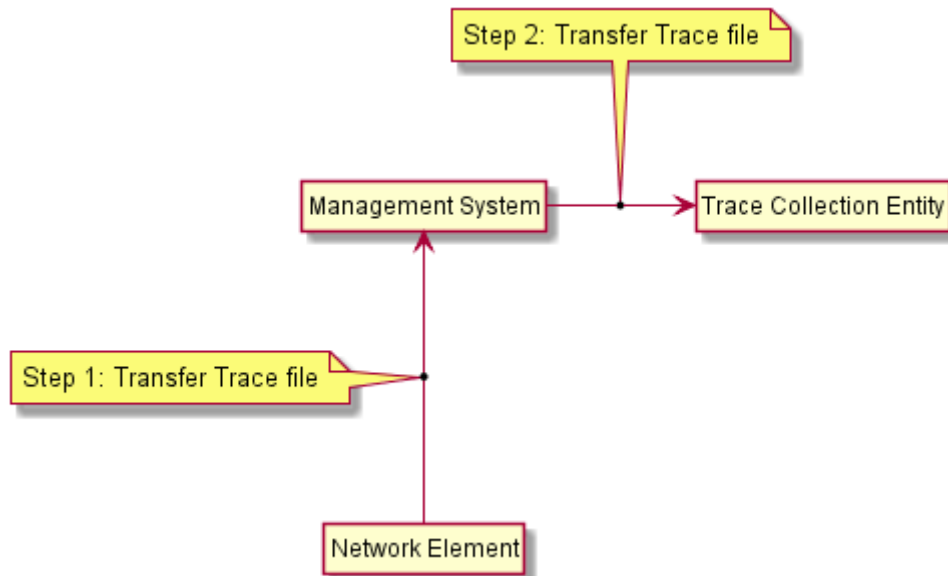 Step 2: Transfer Trace file
Management System
Trace Collection Entity
Step 1: Transfer Trace file
Network Element